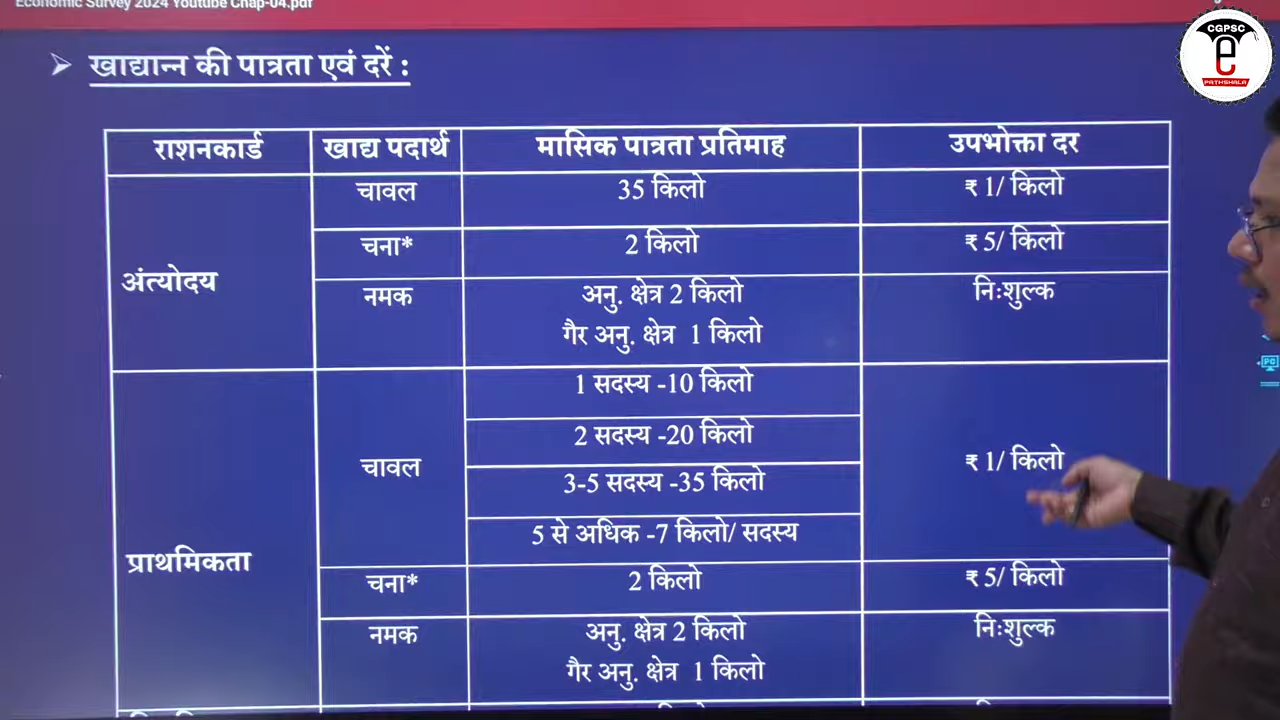 Economic Survey 2024 Youtube Chap-04.pdf
CGPSC
e
PATHSHALA
➢ खाद्यान्न की पात्रता एवं दरें :
राशनकार्ड खाद्य पदार्थ मासिक पात्रता प्रतिमाह उपभोक्ता दर
चावल 35 किलो ₹ 1/ किलो
चना* 2 किलो ₹ 5/ किलो
अंत्योदय
नमक अनु. क्षेत्र 2 किलो निःशुल्क
गैर अनु. क्षेत्र 1 किलो
1 सदस्य -10 किलो
2 सदस्य -20 किलो
चावल ₹ 1/ किलो
3-5 सदस्य -35 किलो
5 से अधिक -7 किलो/ सदस्य
प्राथमिकता
चना* 2 किलो ₹ 5/ किलो
नमक अनु. क्षेत्र 2 किलो निःशुल्क
गैर अनु. क्षेत्र 1 किलो
PC